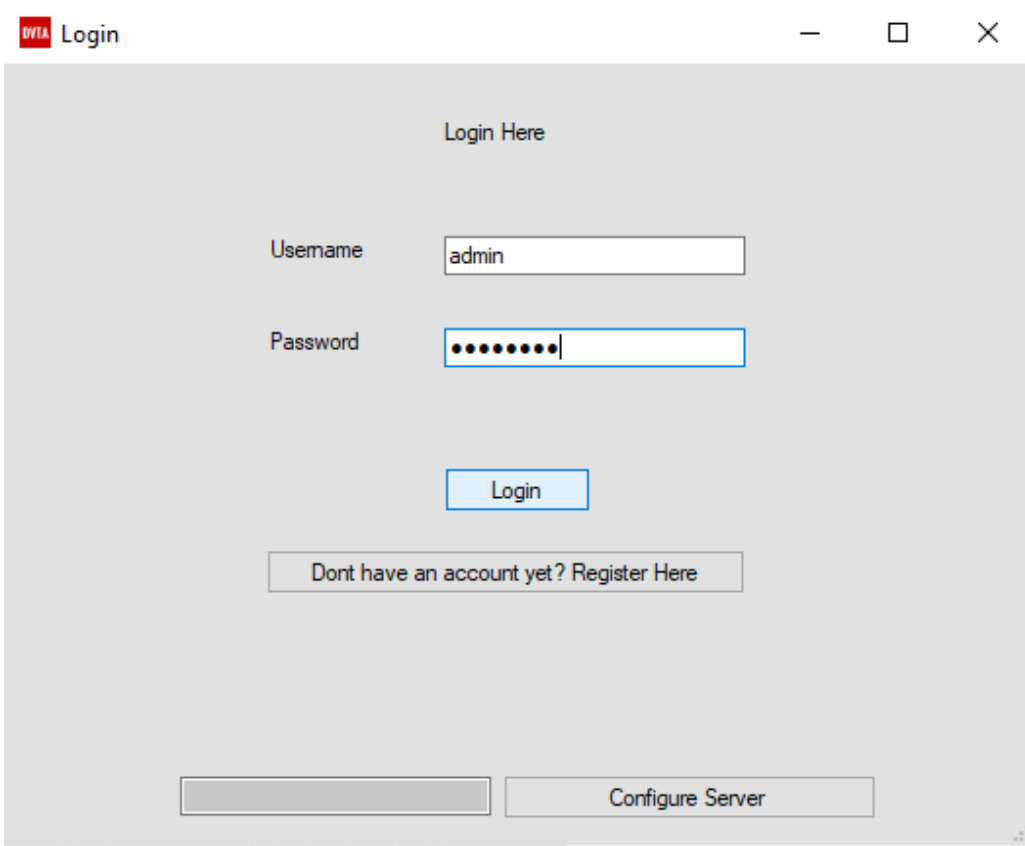 DVTA Login
Login Here
Username
admin
Password
••••••••
Login
Dont have an account yet? Register Here
Configure Server